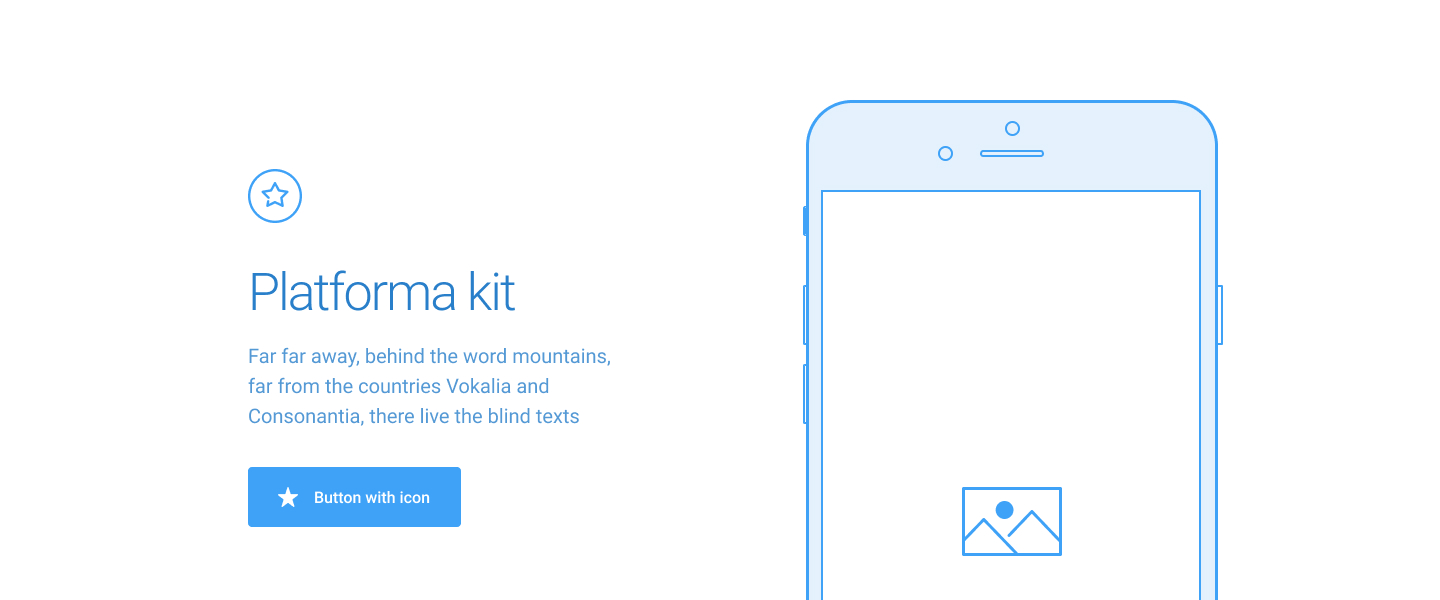 Platforma kit
Far far away, behind the word mountains,
far from the countries Vokalia and
Consonantia, there live the blind texts
Button with icon